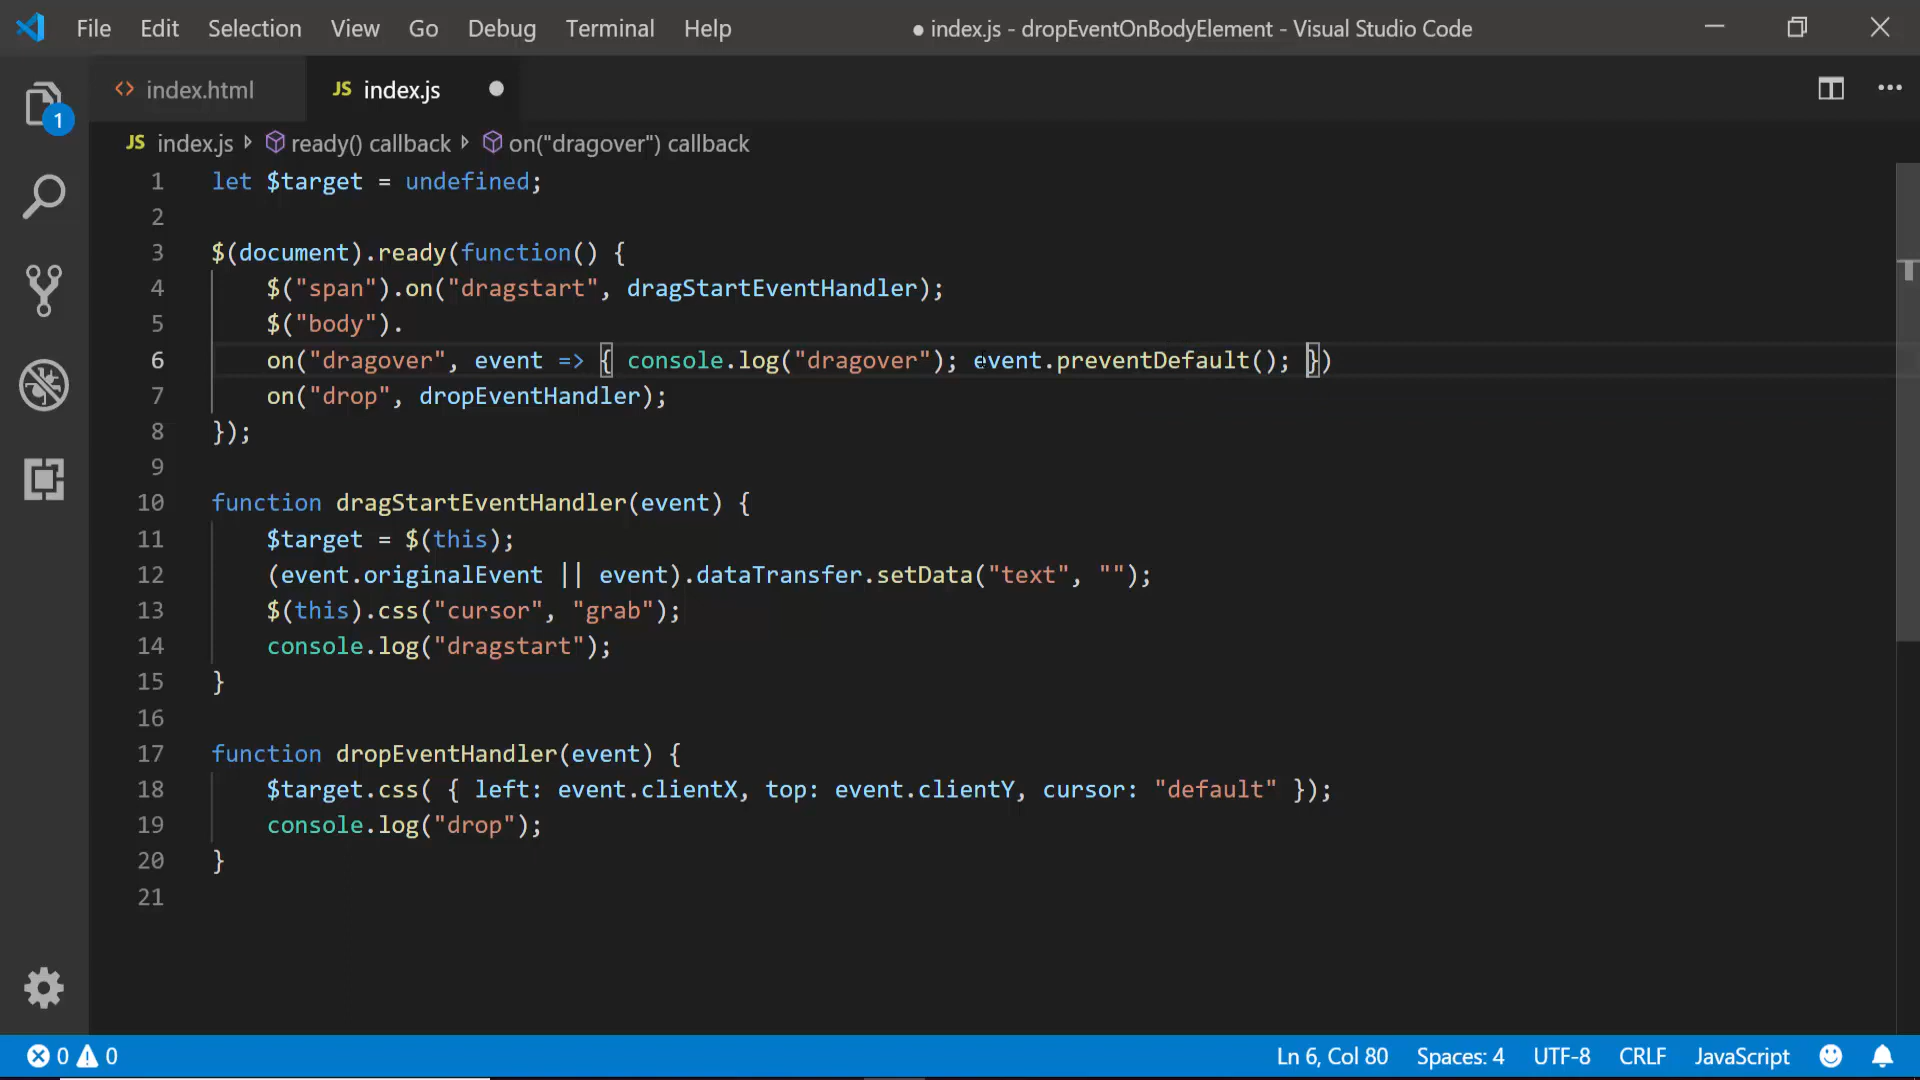 File Edit Selection View Go Debug Terminal Help ● index.js - dropEventOnBodyElement - Visual Studio Code
<> index.html JS index.js
1
JS index.js ready() callback on("dragover") callback
1 let $target = undefined;
2
3 $(document).ready(function() {
4 $("span").on("dragstart", dragStartEventHandler);
5 $("body").
6 on("dragover", event => { console.log("dragover"); event.preventDefault(); })
7 on("drop", dropEventHandler);
8 });
9
10 function dragStartEventHandler(event) {
11 $target = $(this);
12 (event.originalEvent || event).dataTransfer.setData("text", "");
13 $(this).css("cursor", "grab");
14 console.log("dragstart");
15 }
16
17 function dropEventHandler(event) {
18 $target.css( { left: event.clientX, top: event.clientY, cursor: "default" });
19 console.log("drop");
20 }
21
0 0 Ln 6, Col 80 Spaces: 4 UTF-8 CRLF JavaScript